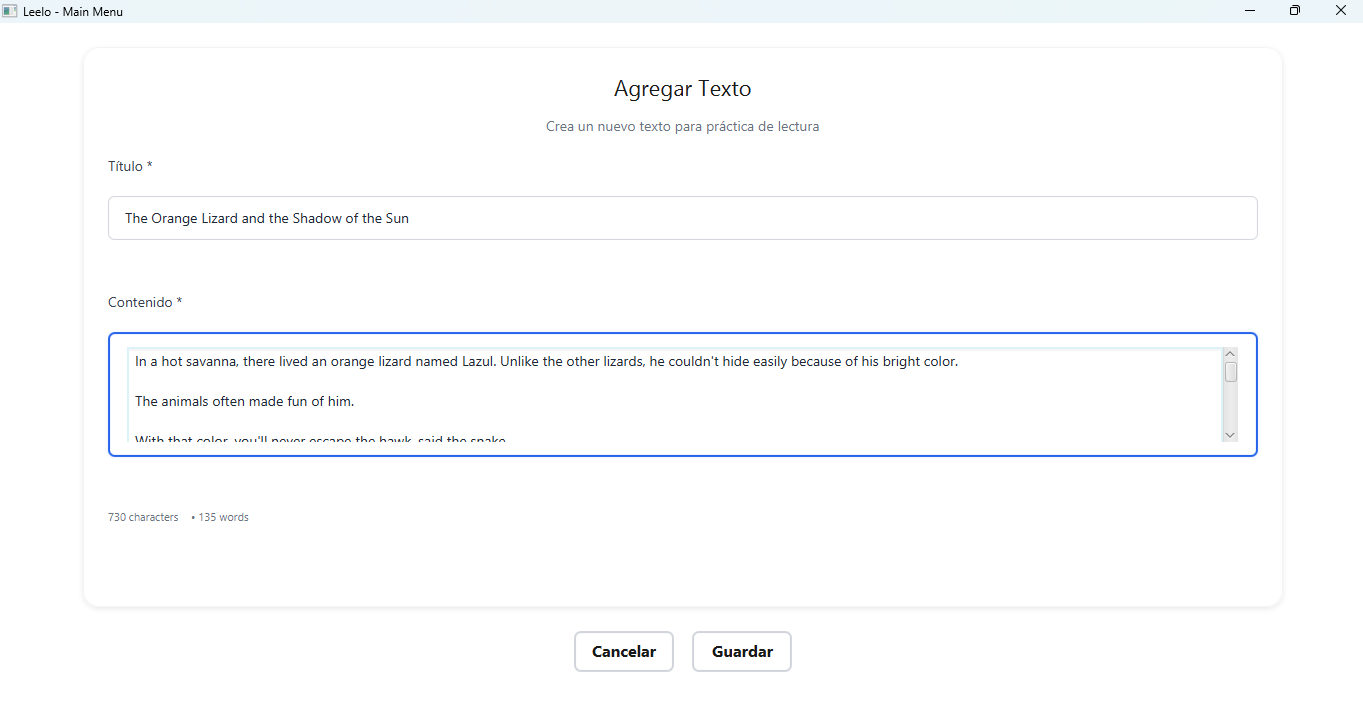 Leelo - Main Menu
Agregar Texto
Crea un nuevo texto para práctica de lectura
Título *
The Orange Lizard and the Shadow of the Sun
Contenido *
In a hot savanna, there lived an orange lizard named Lazul. Unlike the other lizards, he couldn't hide easily because of his bright color.
The animals often made fun of him.
With that color, you'll never escape the hawk, said the snake.
730 characters • 135 words
Cancelar Guardar